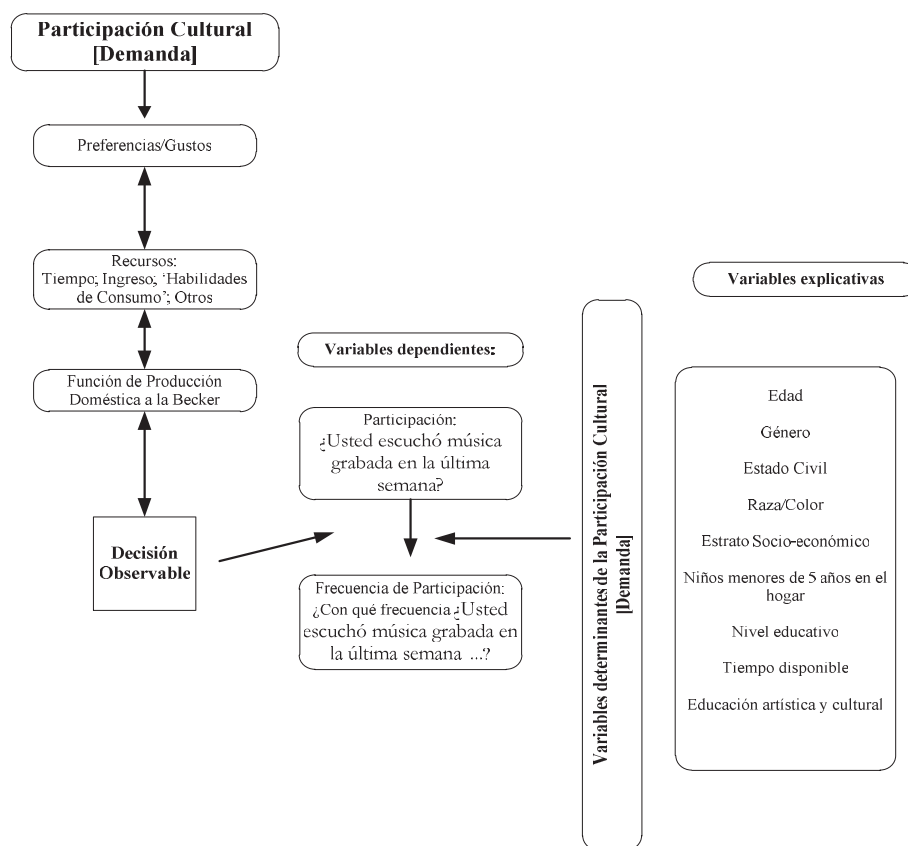 Participación Cultural
[Demanda]
Preferencias/Gustos
Recursos:
Tiempo; Ingreso; ‘Habilidades
de Consumo’; Otros
Función de Producción
Doméstica a la Becker
Decisión
Observable
Variables dependientes:
Participación:
¿Usted escuchó música
grabada en la última
semana?
Frecuencia de Participación:
¿Con qué frecuencia ¿Usted
escuchó música grabada en
la última semana ...?
Variables determinantes de la Participación Cultural
[Demanda]
Variables explicativas
Edad
Género
Estado Civil
Raza/Color
Estrato Socio-económico
Niños menores de 5 años en el
hogar
Nivel educativo
Tiempo disponible
Educación artística y cultural